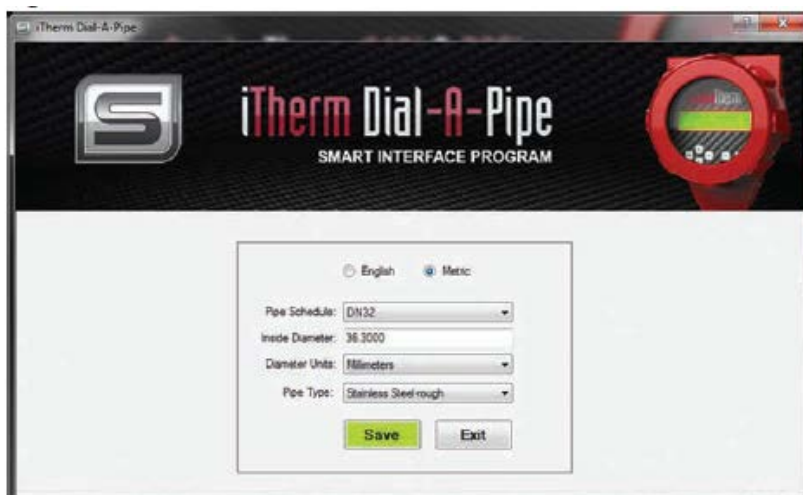 iTherm Dial-A-Pipe
S
iTherm Dial-A-Pipe
SMART INTERFACE PROGRAM
English Metric
Pipe Schedule: DN32
Inside Diameter: 36.3000
Diameter Units: Millimeters
Pipe Type: Stainless Steel-rough
Save Exit